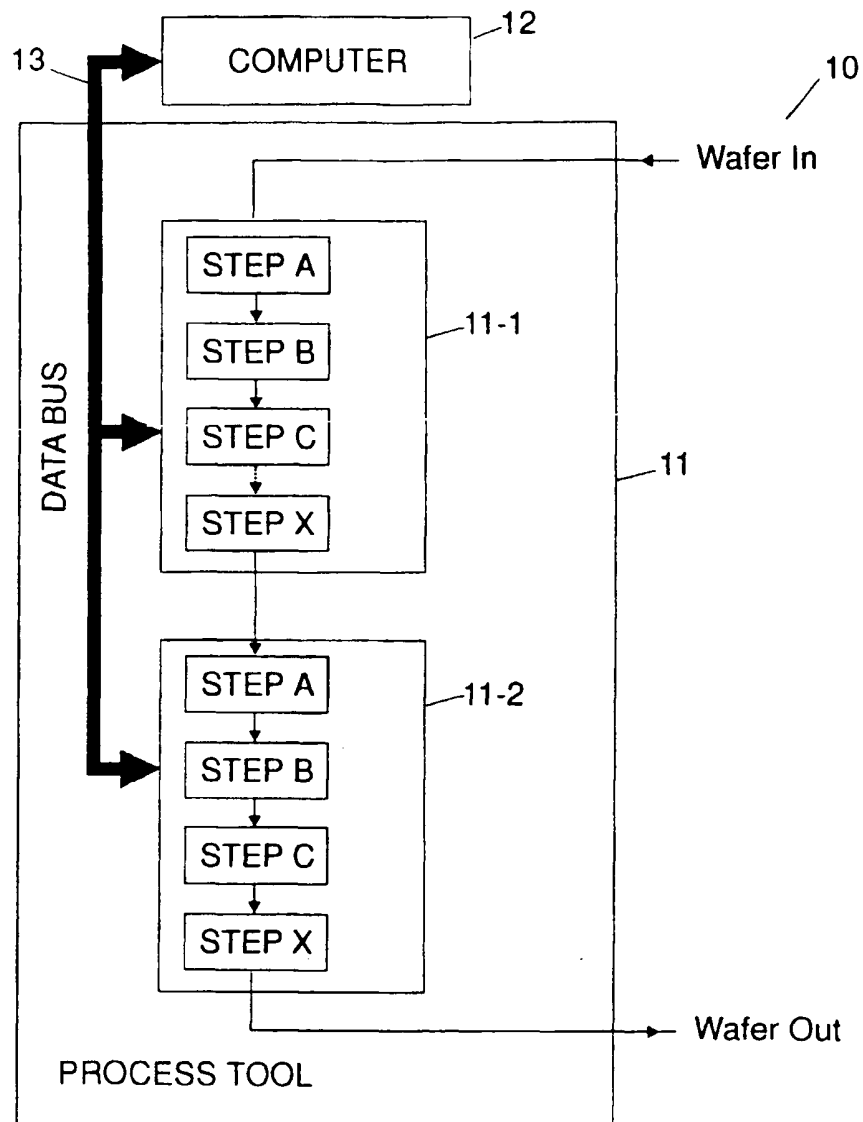 12
COMPUTER
13
10
Wafer In
STEP A
11-1
STEP B
DATA BUS
STEP C
11
STEP X
STEP A
11-2
STEP B
STEP C
STEP X
Wafer Out
PROCESS TOOL